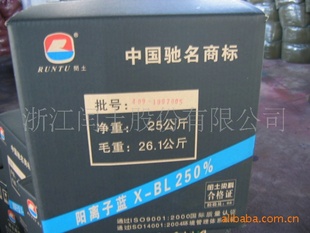 RUNTU 闰土
中国驰名商标
批号:
净重: 25公斤
毛重: 26.1公斤
浙江闰土股份有限公司
阳离子蓝 X-BL 250%
闰土染料
合格证
通过ISO9001:2000国际质量认证
通过ISO14001:2004环境管理体系